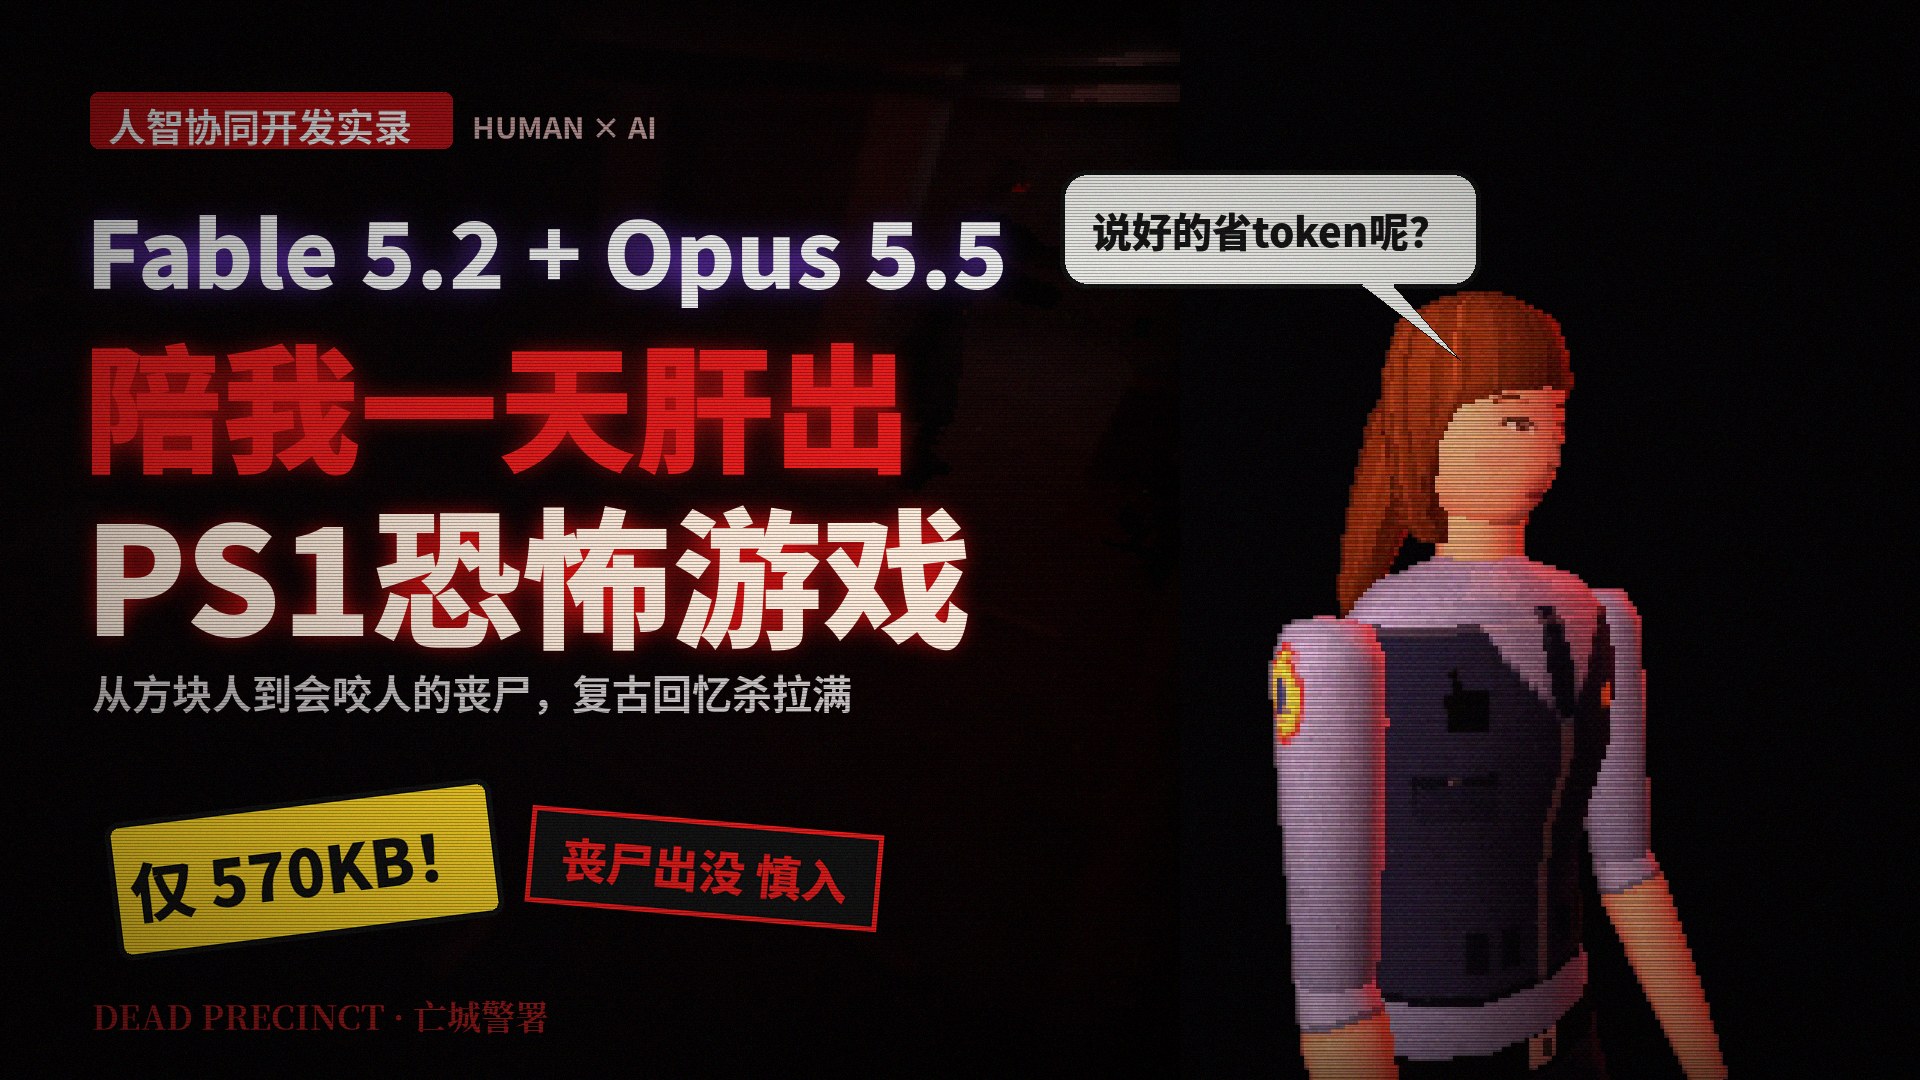 人智协同开发实录 HUMAN × AI
Fable 5.2 + Opus 5.5
说好的省token呢?
陪我一天肝出
PS1恐怖游戏
从方块人到会咬人的丧尸，复古回忆杀拉满
仅 570KB!
丧尸出没 慎入
DEAD PRECINCT · 亡城警署